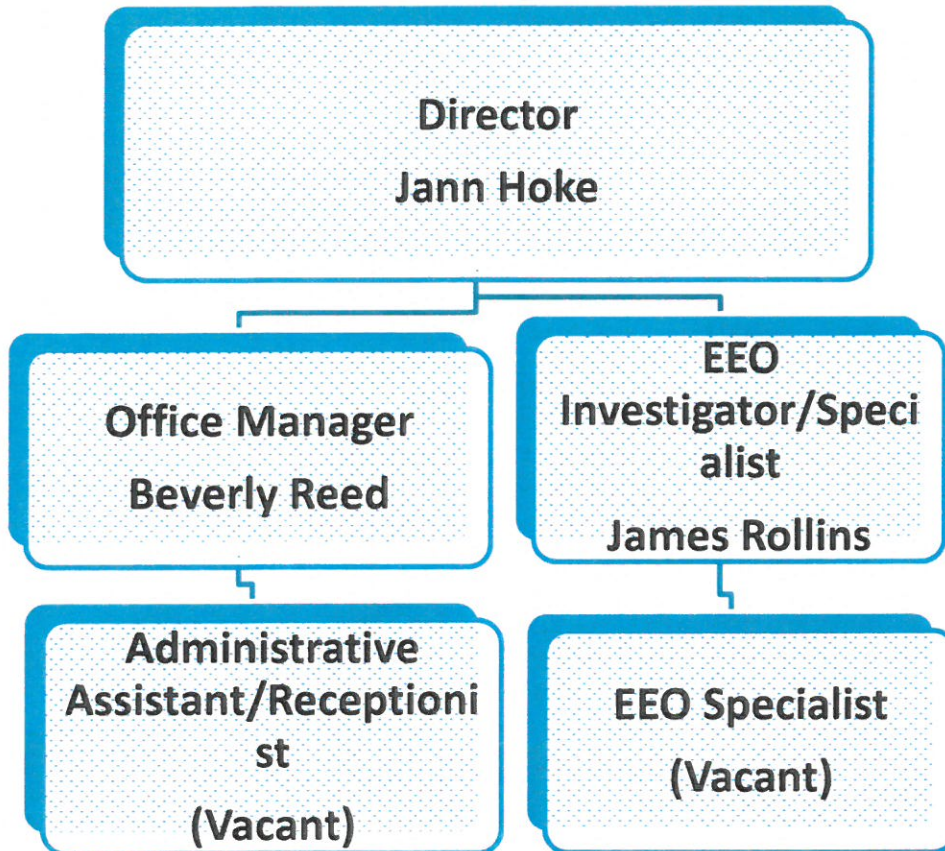 Director
Jann Hoke
Office Manager
Beverly Reed
EEO
Investigator/Speci
alist
James Rollins
Administrative
Assistant/Receptioni
st
(Vacant)
EEO Specialist
(Vacant)